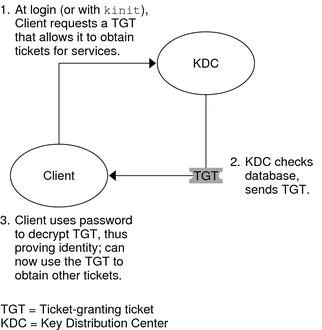 1. At login (or with kinit),
Client requests a TGT
that allows it to obtain
tickets for services.
KDC
Client
TGT
2. KDC checks
database,
sends TGT.
3. Client uses password
to decrypt TGT, thus
proving identity; can
now use the TGT to
obtain other tickets.
TGT = Ticket-granting ticket
KDC = Key Distribution Center